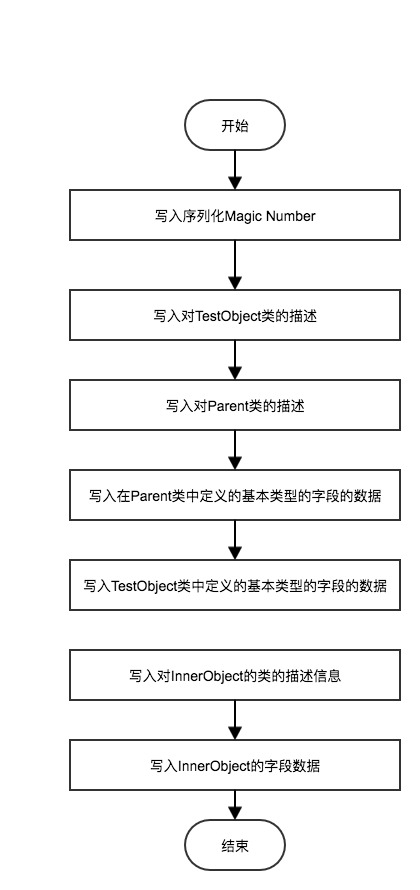 开始
写入序列化Magic Number
写入对TestObject类的描述
写入对Parent类的描述
写入在Parent类中定义的基本类型的字段的数据
写入TestObject类中定义的基本类型的字段的数据
写入对InnerObject的类的描述信息
写入InnerObject的字段数据
结束